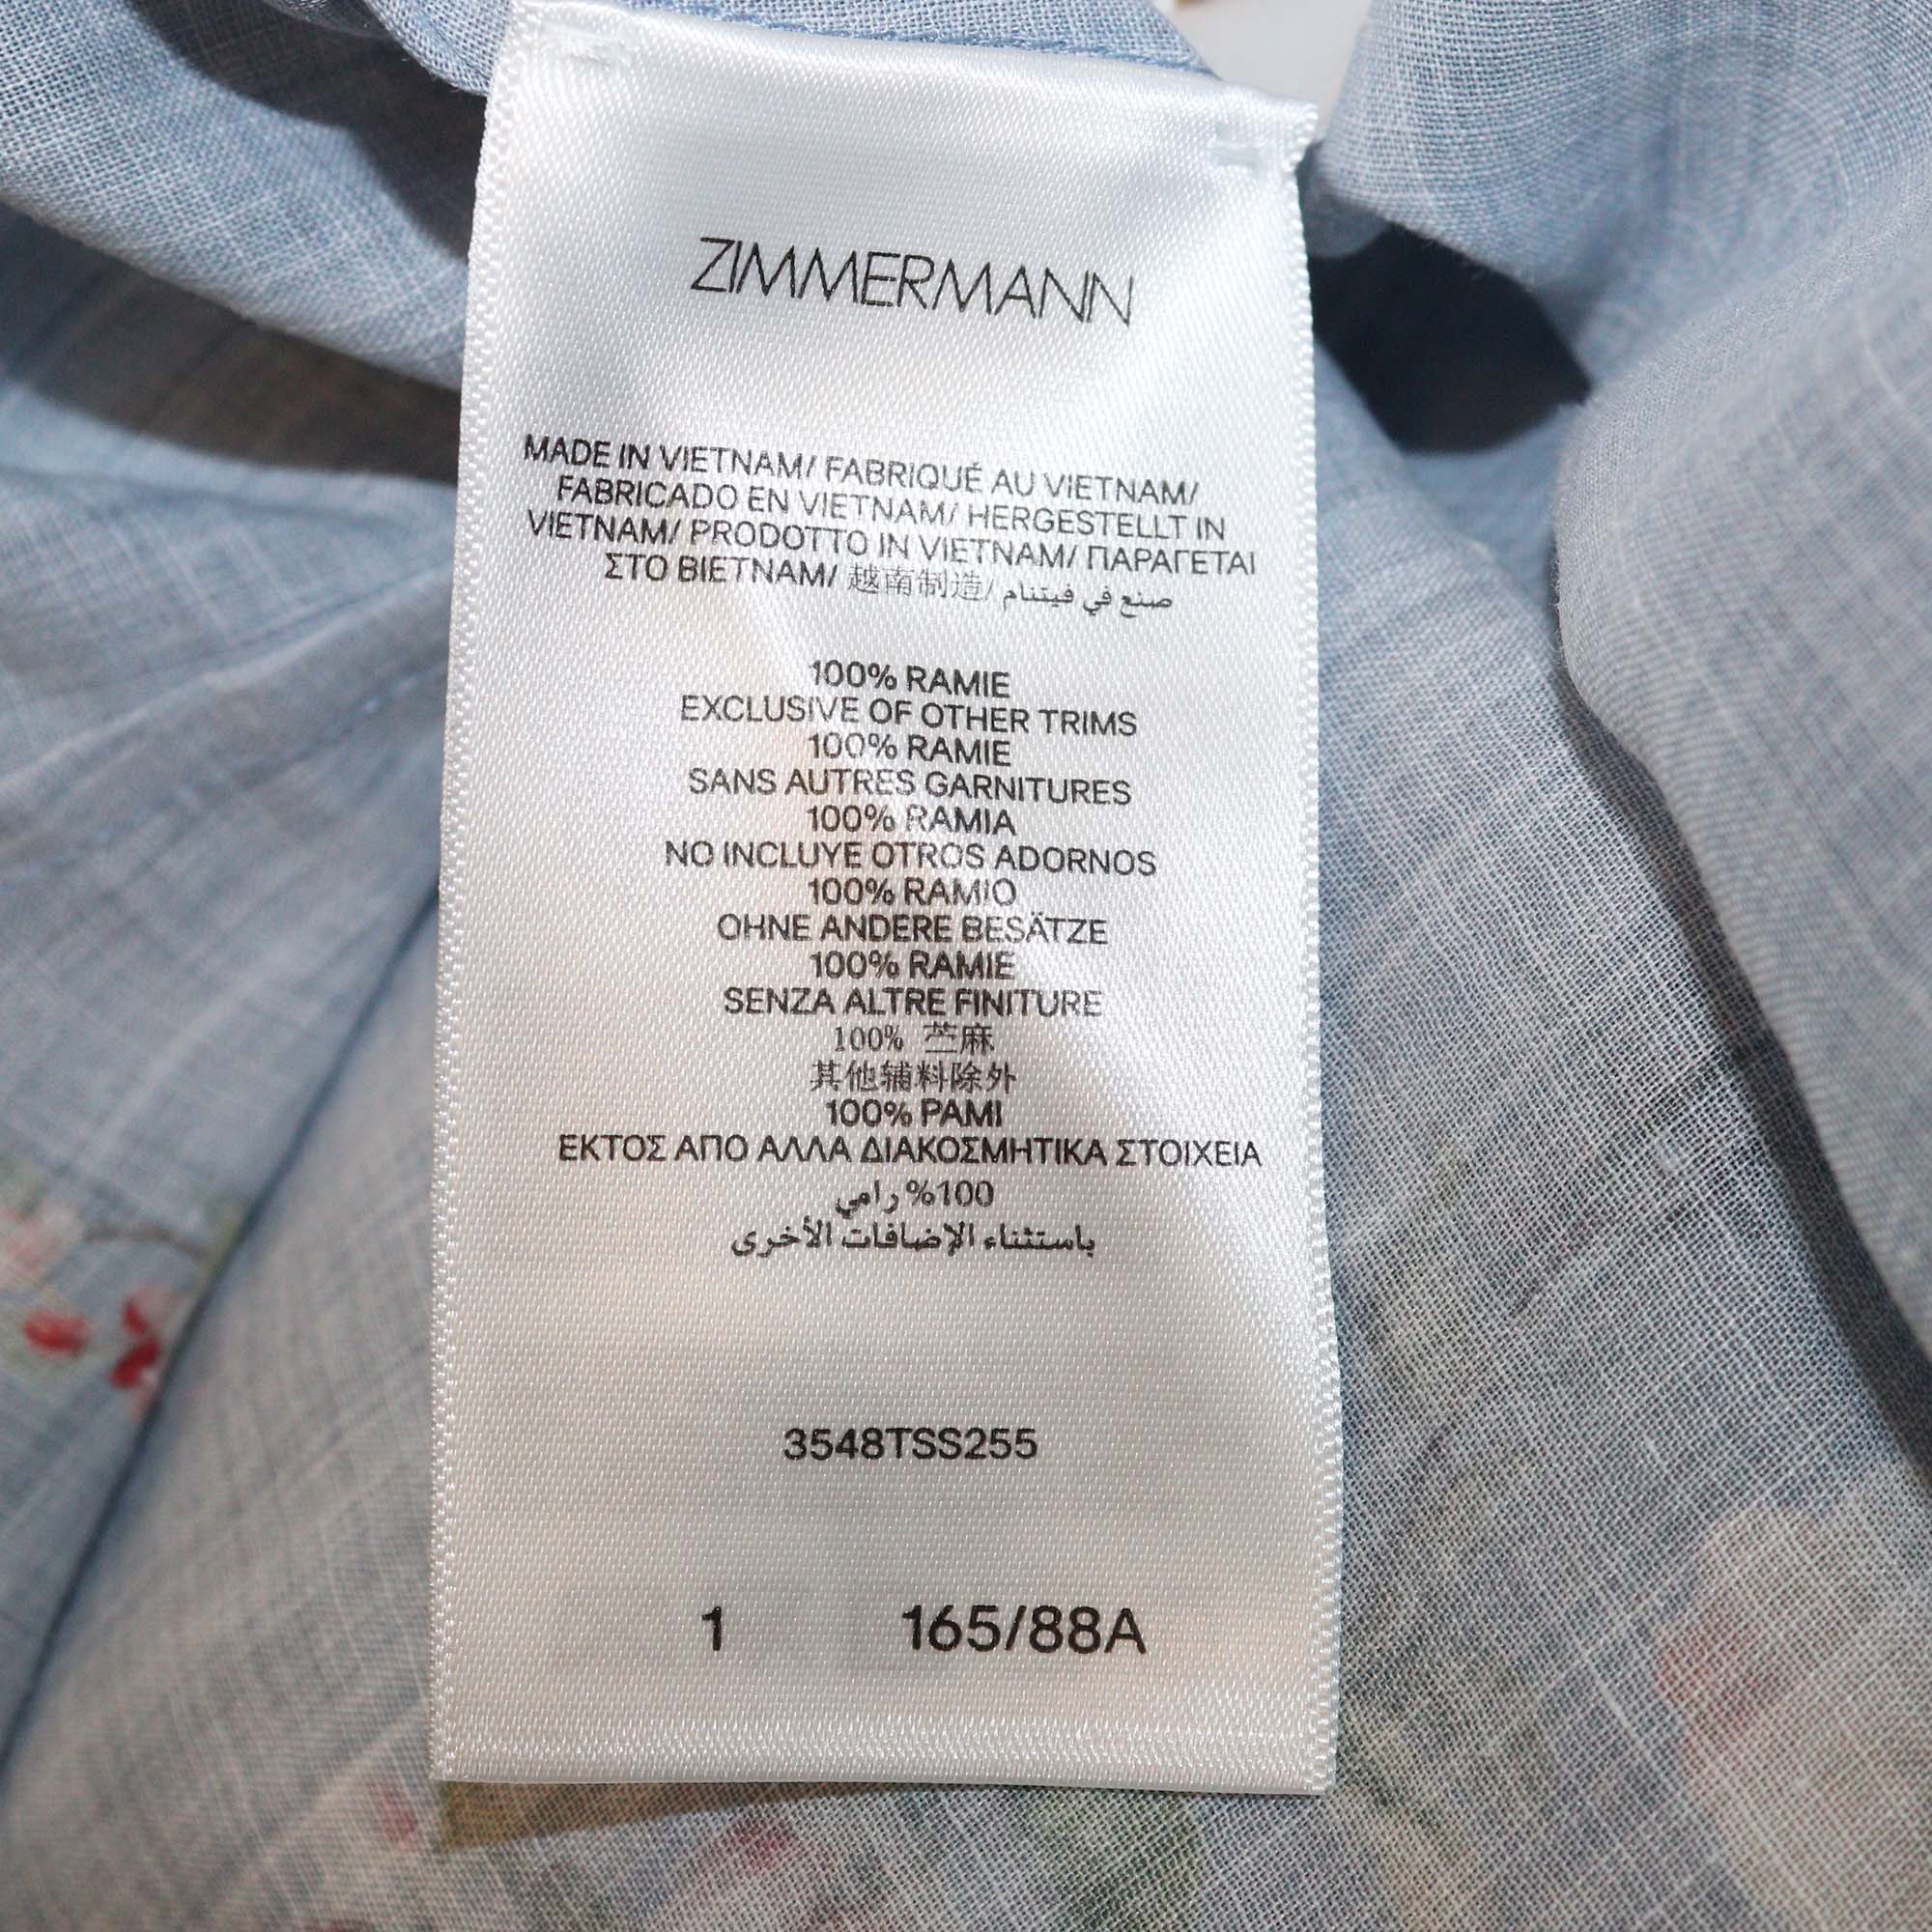 ZIMMERMANN
MADE IN VIETNAM/ FABRIQUÉ AU VIETNAM/
FABRICADO EN VIETNAM/ HERGESTELLT IN
VIETNAM/ PRODOTTO IN VIETNAM/ ΠΑΡΑΓΕΤΑΙ
ΣΤΟ ΒΙΕΤΝΑΜ/ 越南制造/ صنع في فيتنام
100% RAMIE
EXCLUSIVE OF OTHER TRIMS
100% RAMIE
SANS AUTRES GARNITURES
100% RAMIA
NO INCLUYE OTROS ADORNOS
100% RAMIO
OHNE ANDERE BESÄTZE
100% RAMIE
SENZA ALTRE FINITURE
100% 苎麻
其他辅料除外
100% ΡΑΜΙ
ΕΚΤΟΣ ΑΠΟ ΑΛΛΑ ΔΙΑΚΟΣΜΗΤΙΚΑ ΣΤΟΙΧΕΙΑ
100% رامي
باستثناء الإضافات الأخرى
3548TSS255
1 165/88A